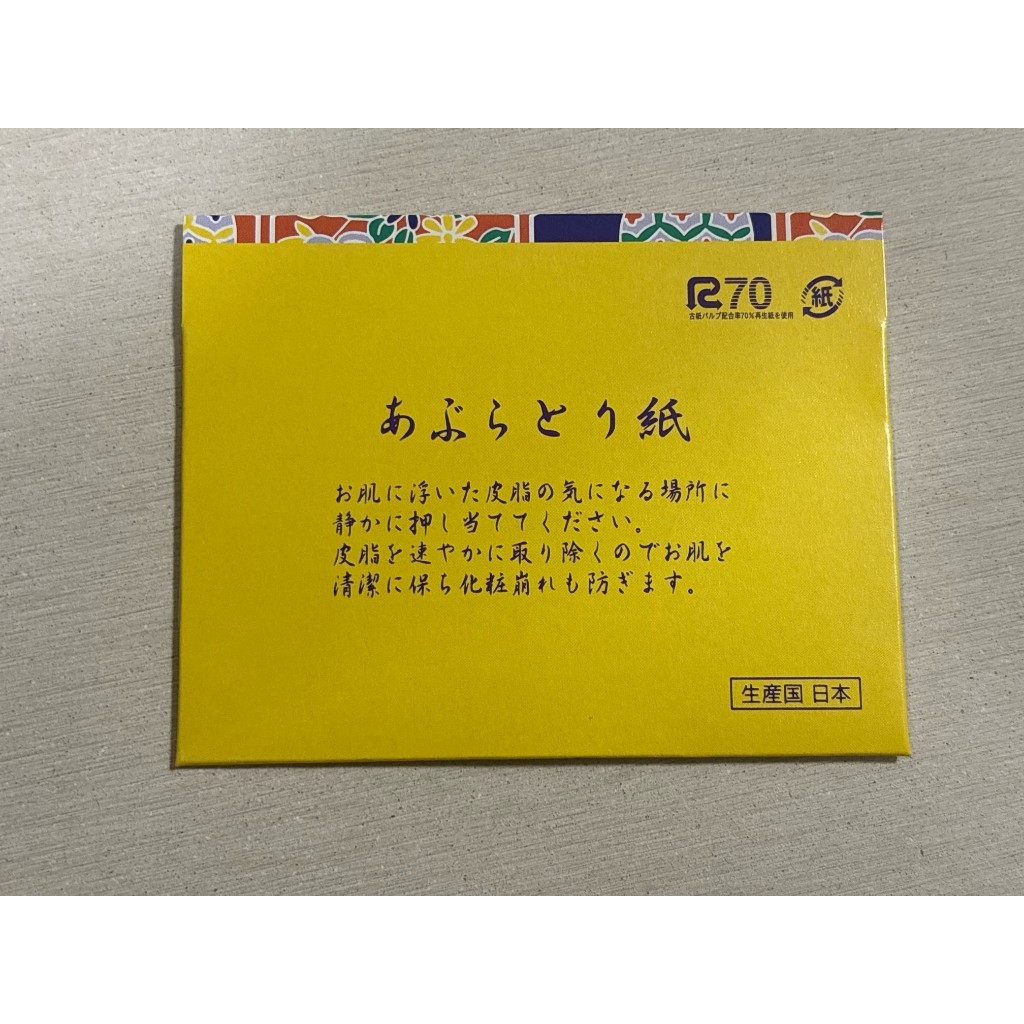 R70
紙
古紙パルプ配合率70%再生紙を使用
あぶらとり紙
お肌に浮いた皮脂の気になる場所に
静かに押し当ててください。
皮脂を速やかに取り除くのでお肌を
清潔に保ち化粧崩れも防ぎます。
生産国 日本